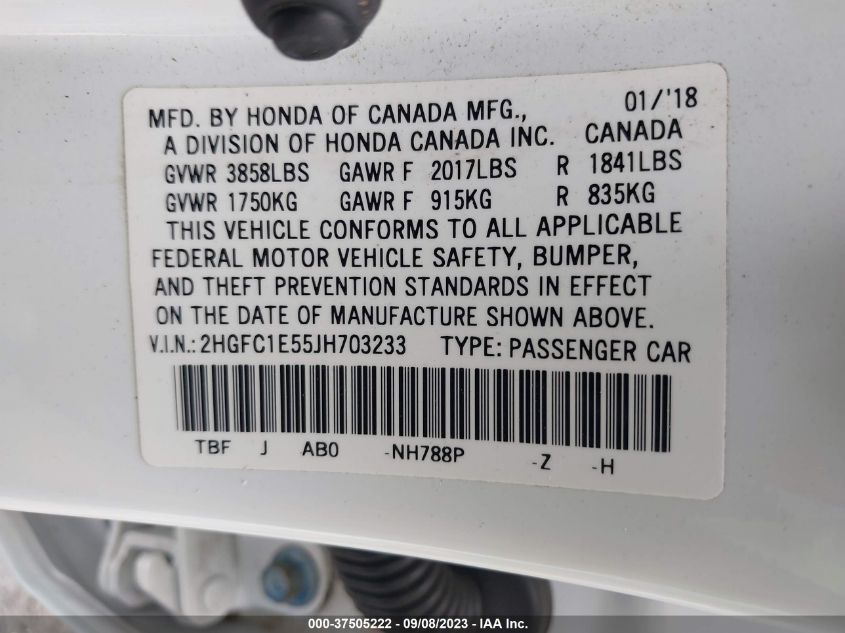 MFD. BY HONDA OF CANADA MFG., 01/'18
A DIVISION OF HONDA CANADA INC. CANADA
GVWR 3858LBS GAWR F 2017LBS R 1841LBS
GVWR 1750KG GAWR F 915KG R 835KG
THIS VEHICLE CONFORMS TO ALL APPLICABLE
FEDERAL MOTOR VEHICLE SAFETY, BUMPER,
AND THEFT PREVENTION STANDARDS IN EFFECT
ON THE DATE OF MANUFACTURE SHOWN ABOVE.
V.I.N.: 2HGFC1E55JH703233 TYPE: PASSENGER CAR
TBF J AB0 -NH788P -Z -H
000-37505222 - 09/08/2023 - IAA Inc.